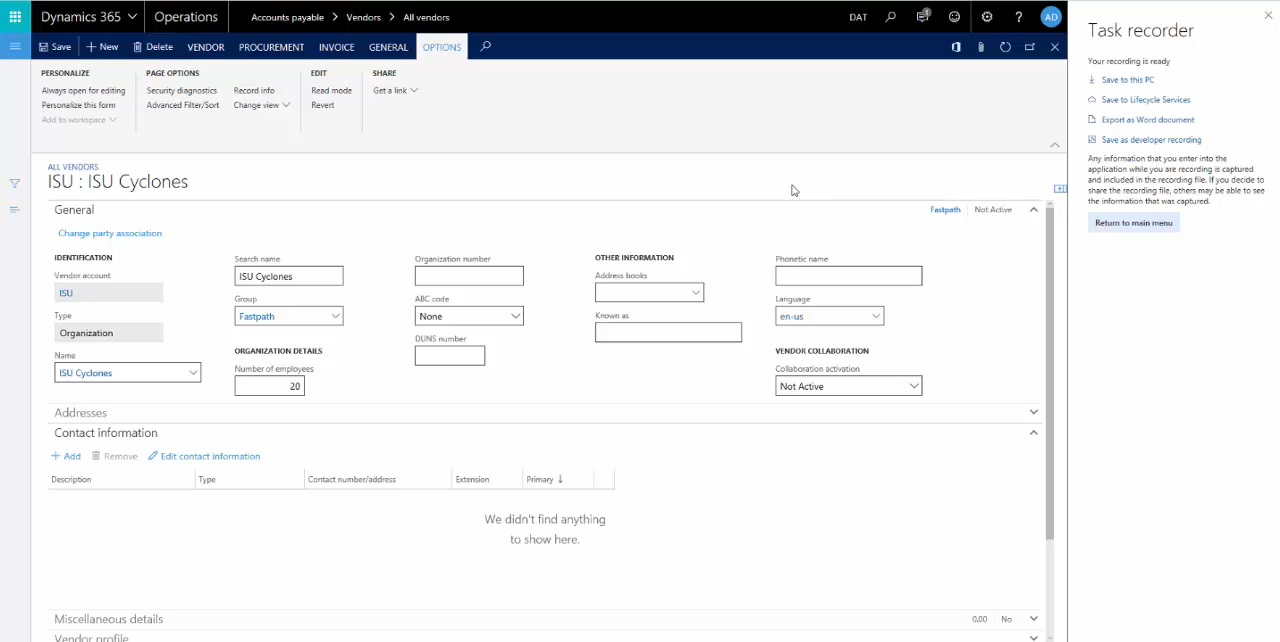 Dynamics 365 Operations Accounts payable Vendors All vendors DAT 1 ? AD
Save New Delete VENDOR PROCUREMENT INVOICE GENERAL OPTIONS
PERSONALIZE PAGE OPTIONS EDIT SHARE
Always open for editing Security diagnostics Record info Read mode Get a link
Personalize this form Advanced Filter/Sort Change view Revert
Add to workspace
ALL VENDORS
ISU : ISU Cyclones
General Fastpath Not Active
Change party association
IDENTIFICATION
Vendor account
ISU
Type
Organization
Name
ISU Cyclones
Search name
ISU Cyclones
Group
Fastpath
ORGANIZATION DETAILS
Number of employees
20
Organization number
ABC code
None
DUNS number
OTHER INFORMATION
Address books
Known as
Phonetic name
Language
en-us
VENDOR COLLABORATION
Collaboration activation
Not Active
Addresses
Contact information
+ Add Remove Edit contact information
Description Type Contact number/address Extension Primary ↓
We didn't find anything
to show here.
Miscellaneous details 0.00 No
Vendor profile
Task recorder
Your recording is ready
Save to this PC
Save to Lifecycle Services
Export as Word document
Save as developer recording
Any information that you enter into the
application while you are recording is captured
and included in the recording file. If you decide to
share the recording file, others may be able to see
the information that was captured.
Return to main menu